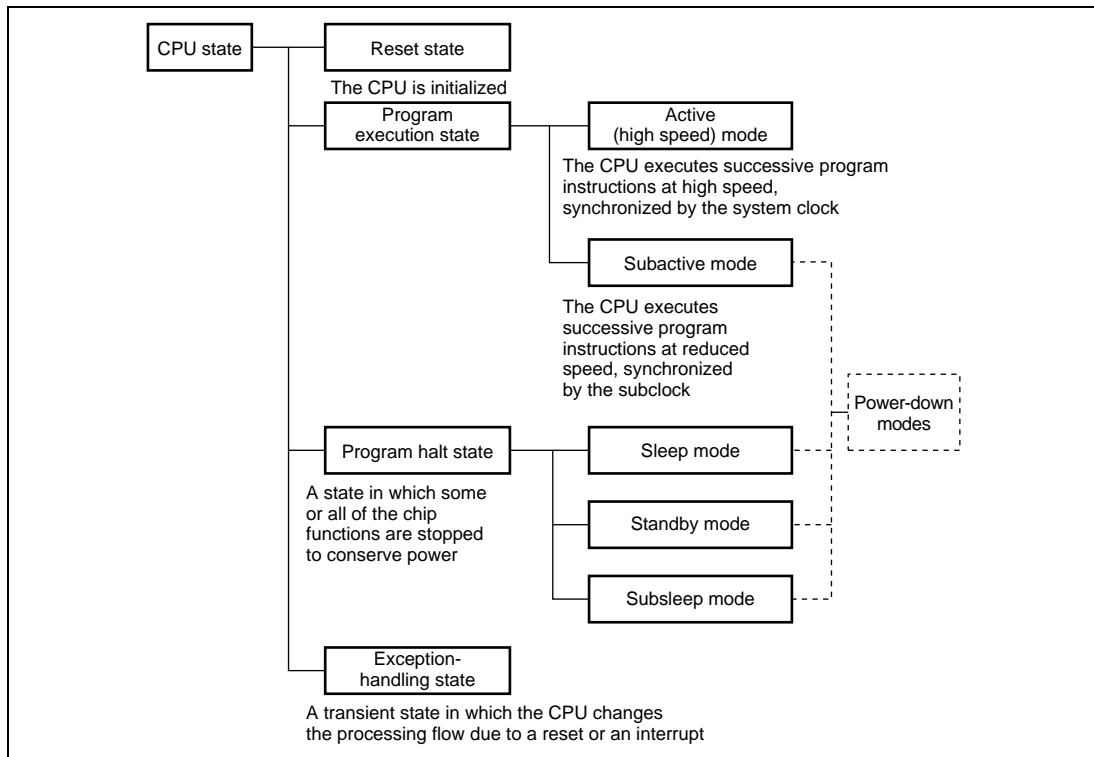 CPU state
Reset state
The CPU is initialized
Program
execution state
Active
(high speed) mode
The CPU executes successive program
instructions at high speed,
synchronized by the system clock
Subactive mode
The CPU executes
successive program
instructions at reduced
speed, synchronized
by the subclock
Power-down
modes
Program halt state
A state in which some
or all of the chip
functions are stopped
to conserve power
Sleep mode
Standby mode
Subsleep mode
Exception-
handling state
A transient state in which the CPU changes
the processing flow due to a reset or an interrupt